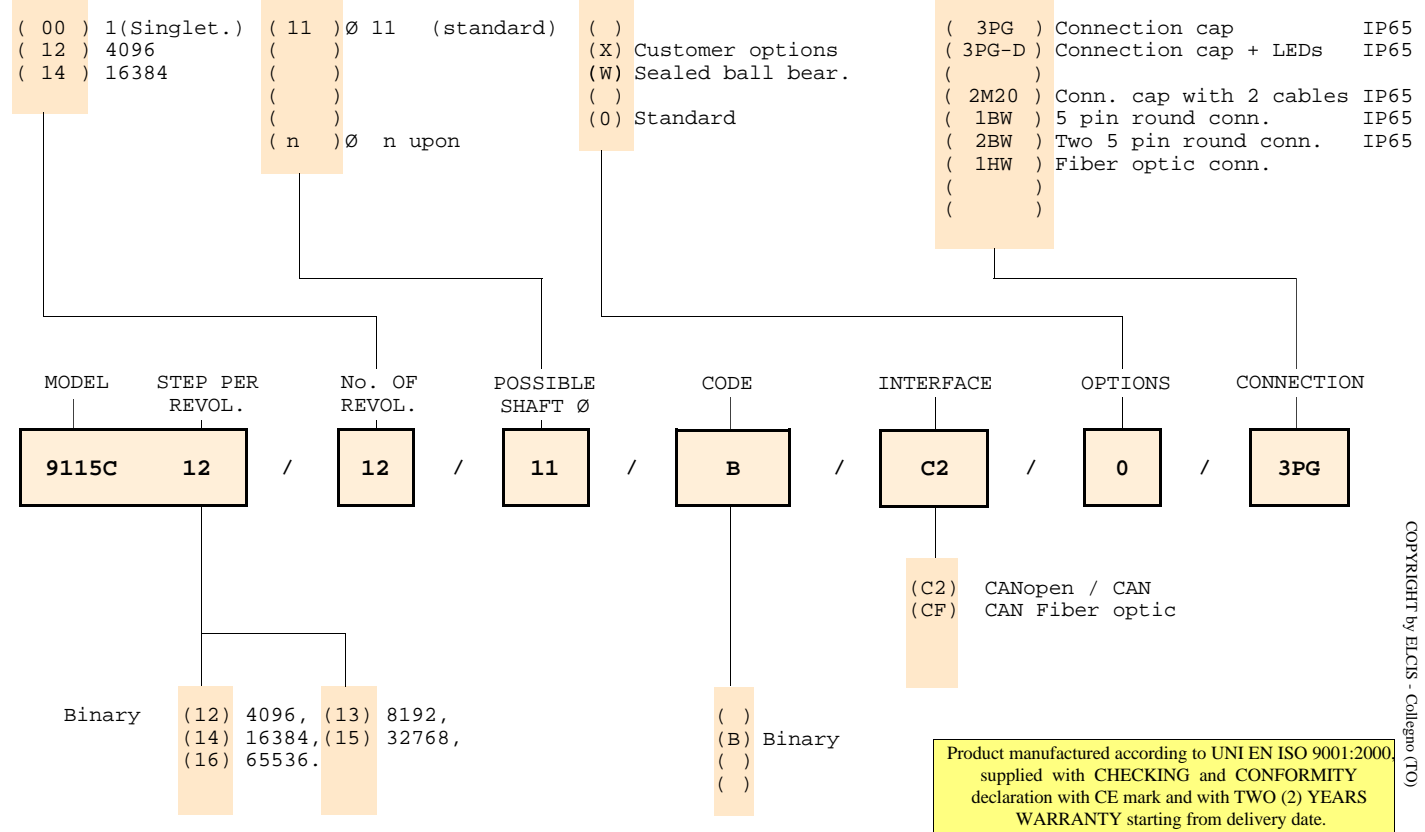 ( 00 ) 1(Singlet.)
( 12 ) 4096
( 14 ) 16384
( 11 )Ø 11 (standard)
( )
( )
( )
( )
( n )Ø n upon
( )
(X) Customer options
(W) Sealed ball bear.
( )
(0) Standard
( 3PG ) Connection cap IP65
( 3PG-D ) Connection cap + LEDs IP65
( )
( 2M20 ) Conn. cap with 2 cables IP65
( 1BW ) 5 pin round conn. IP65
( 2BW ) Two 5 pin round conn. IP65
( 1HW ) Fiber optic conn.
( )
( )
MODEL
STEP PER
REVOL.
No. OF
REVOL.
POSSIBLE
SHAFT Ø
CODE
INTERFACE
OPTIONS
CONNECTION
9115C 12 / 12 / 11 / B / C2 / 0 / 3PG
(C2) CANopen / CAN
(CF) CAN Fiber optic
Binary (12) 4096, (13) 8192,
(14) 16384, (15) 32768,
(16) 65536.
( )
(B) Binary
( )
( )
Product manufactured according to UNI EN ISO 9001:2000,
supplied with CHECKING and CONFORMITY
declaration with CE mark and with TWO (2) YEARS
WARRANTY starting from delivery date.
COPYRIGHT by ELCIS - Collegno (TO)